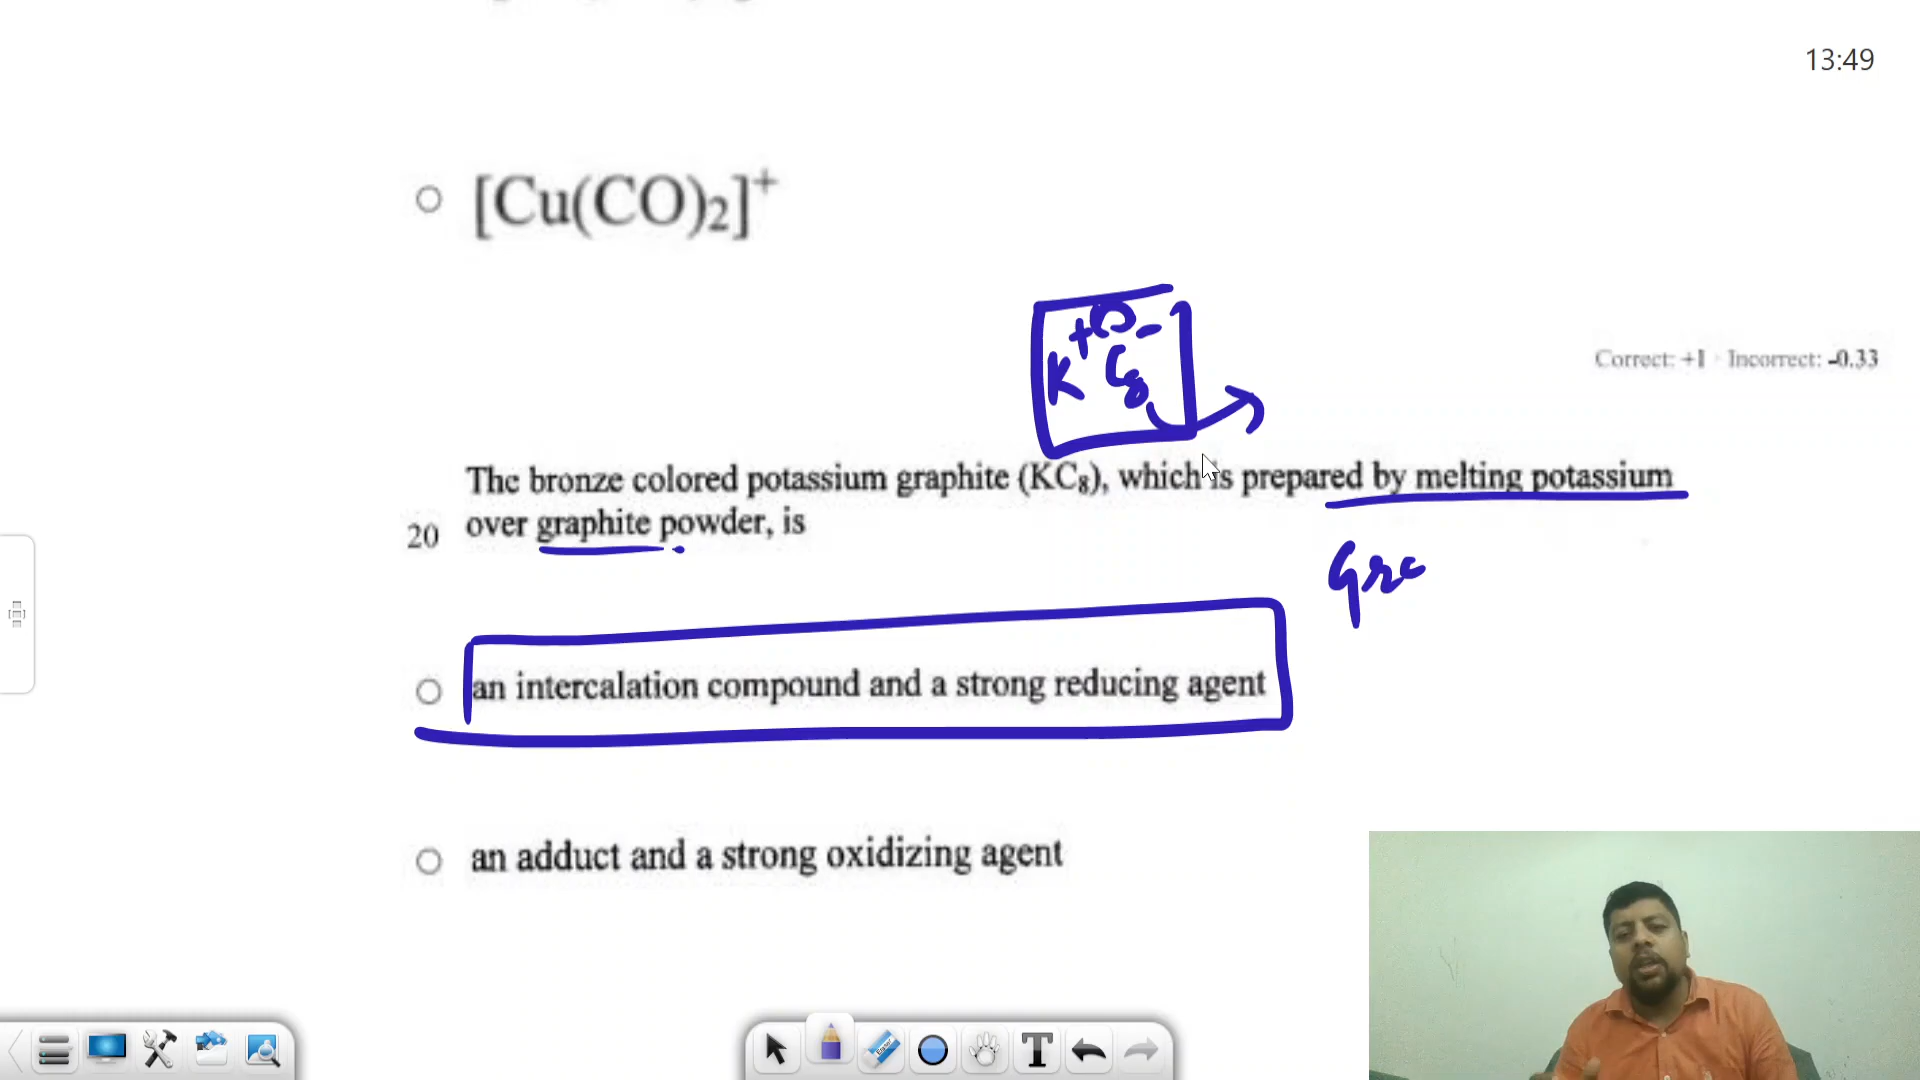 13:49
[Cu(CO)₂]⁺
K⁺C₈⁻
Correct: +1 · Incorrect: -0.33
The bronze colored potassium graphite (KC₈), which is prepared by melting potassium
20 over graphite powder, is
Gra
an intercalation compound and a strong reducing agent
an adduct and a strong oxidizing agent
T